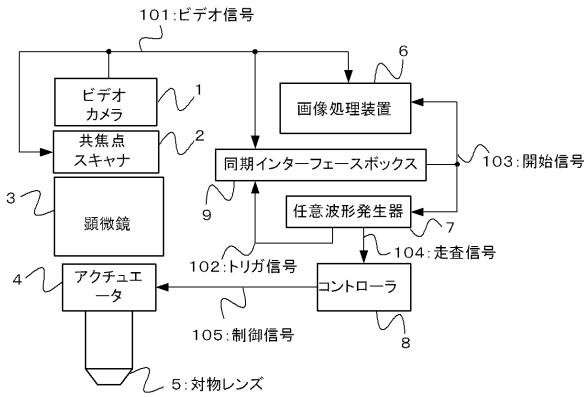 101:ビデオ信号
ビデオ
カメラ
1
6
画像処理装置
共焦点
スキャナ
2
同期インターフェースボックス
9
103:開始信号
3
顕微鏡
任意波形発生器
7
102:トリガ信号
104:走査信号
4
アクチュエ
ータ
コントローラ
8
105:制御信号
5:対物レンズ